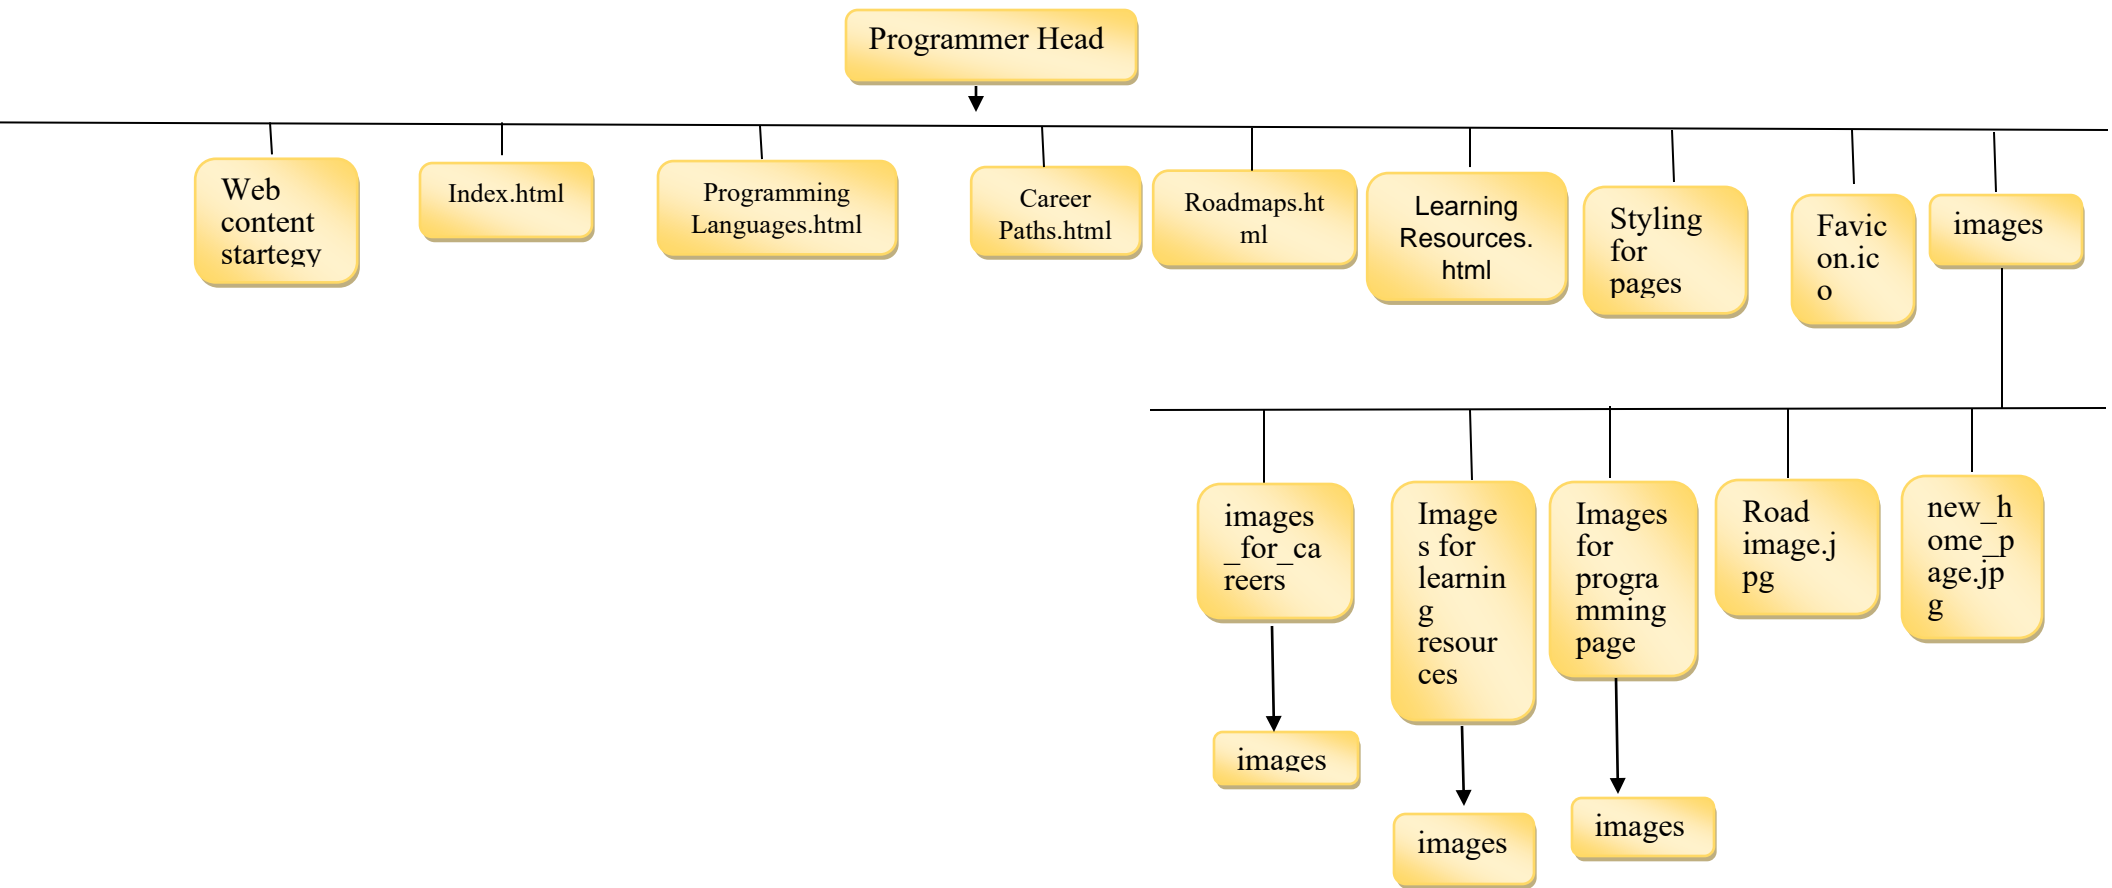 Programmer Head
Web
content
startegy
Index.html
Programming
Languages.html
Career
Paths.html
Roadmaps.ht
ml
Learning
Resources.
html
Styling
for
pages
Favic
on.ic
o
images
images
_for_ca
reers
Image
s for
learnin
g
resour
ces
Images
for
progra
mming
page
Road
image.j
pg
new_h
ome_p
age.jp
g
images
images
images